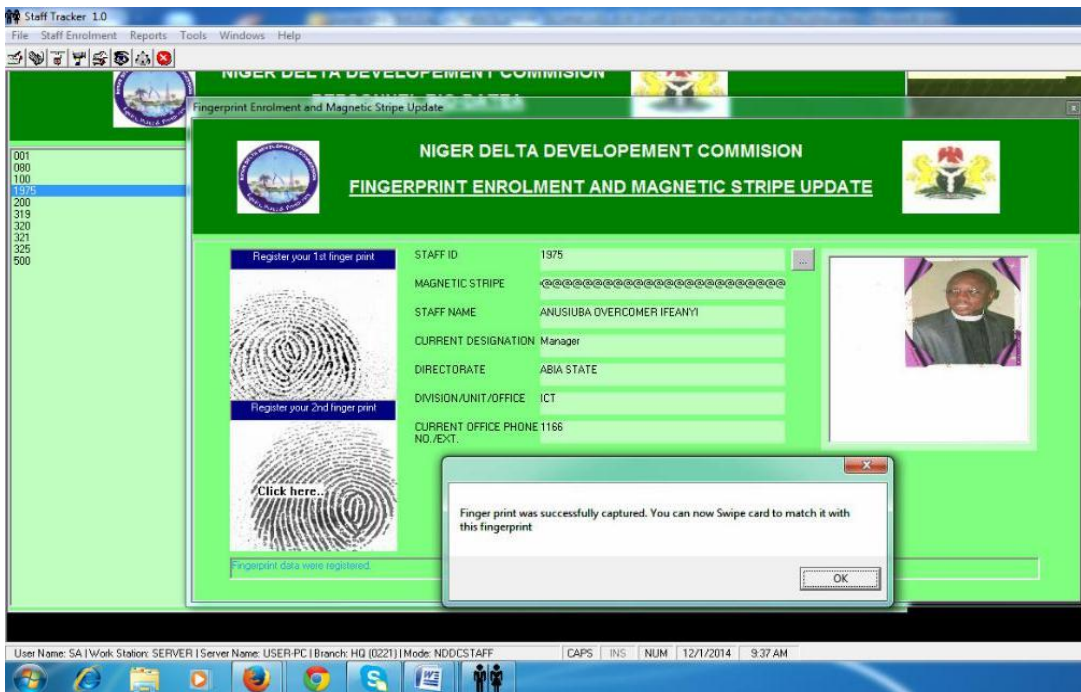 Staff Tracker 1.0
File Staff Enrolment Reports Tools Windows Help
NIGER DELTA DEVELOPEMENT COMMISION
Fingerprint Enrolment and Magnetic Stripe Update
NIGER DELTA DEVELOPEMENT COMMISION
FINGERPRINT ENROLMENT AND MAGNETIC STRIPE UPDATE
001
080
100
1975
200
319
320
321
325
500
Register your 1st finger print
Register your 2nd finger print
Click here..
STAFF ID 1975 ...
MAGNETIC STRIPE
STAFF NAME ANUSIUBA OVERCOMER IFEANYI
CURRENT DESIGNATION Manager
DIRECTORATE ABIA STATE
DIVISION/UNIT/OFFICE ICT
CURRENT OFFICE PHONE 1166
NO./EXT.
Finger print was successfully captured. You can now Swipe card to match it with
this fingerprint
OK
Fingerprint data were registered.
User Name: SA | Work Station: SERVER | Server Name: USER-PC | Branch: HQ (0221) | Mode: NDDCSTAFF CAPS INS NUM 12/1/2014 9:37 AM